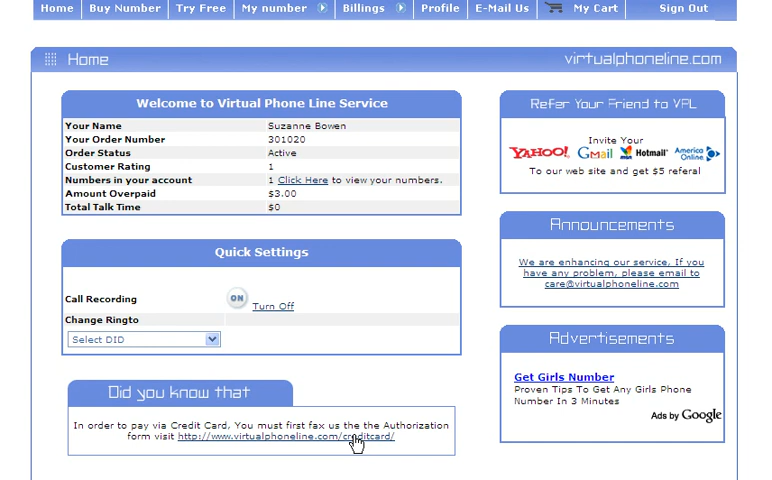 Home Buy Number Try Free My number Billings Profile E-Mail Us My Cart Sign Out
Home virtualphoneline.com
Welcome to Virtual Phone Line Service
Your Name Suzanne Bowen
Your Order Number 301020
Order Status Active
Customer Rating 1
Numbers in your account 1 Click Here to view your numbers.
Amount Overpaid $3.00
Total Talk Time $0
Quick Settings
Call Recording ON Turn Off
Change Ringto
Select DID
Did you know that
In order to pay via Credit Card, You must first fax us the the Authorization
form visit http://www.virtualphoneline.com/creditcard/
Refer Your Friend to VPL
Invite Your
YAHOO! Gmail msn Hotmail America Online
To our web site and get $5 referal
Announcements
We are enhancing our service, If you
have any problem, please email to
care@virtualphoneline.com
Advertisements
Get Girls Number
Proven Tips To Get Any Girls Phone
Number In 3 Minutes
Ads by Google